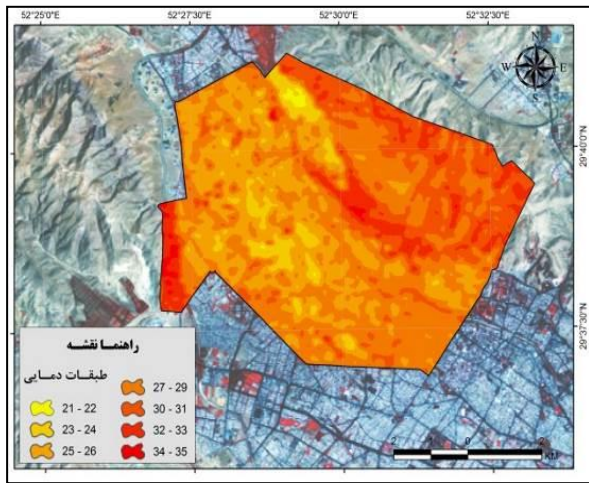 52°25'0"E 52°27'30"E 52°30'0"E 52°32'30"E
N
W E
S
29°40'0"N
29°37'30"N
راهنما نقشه
طبقات دمایی
21 - 22
23 - 24
25 - 26
27 - 29
30 - 31
32 - 33
34 - 35
2 1 0 2
KM